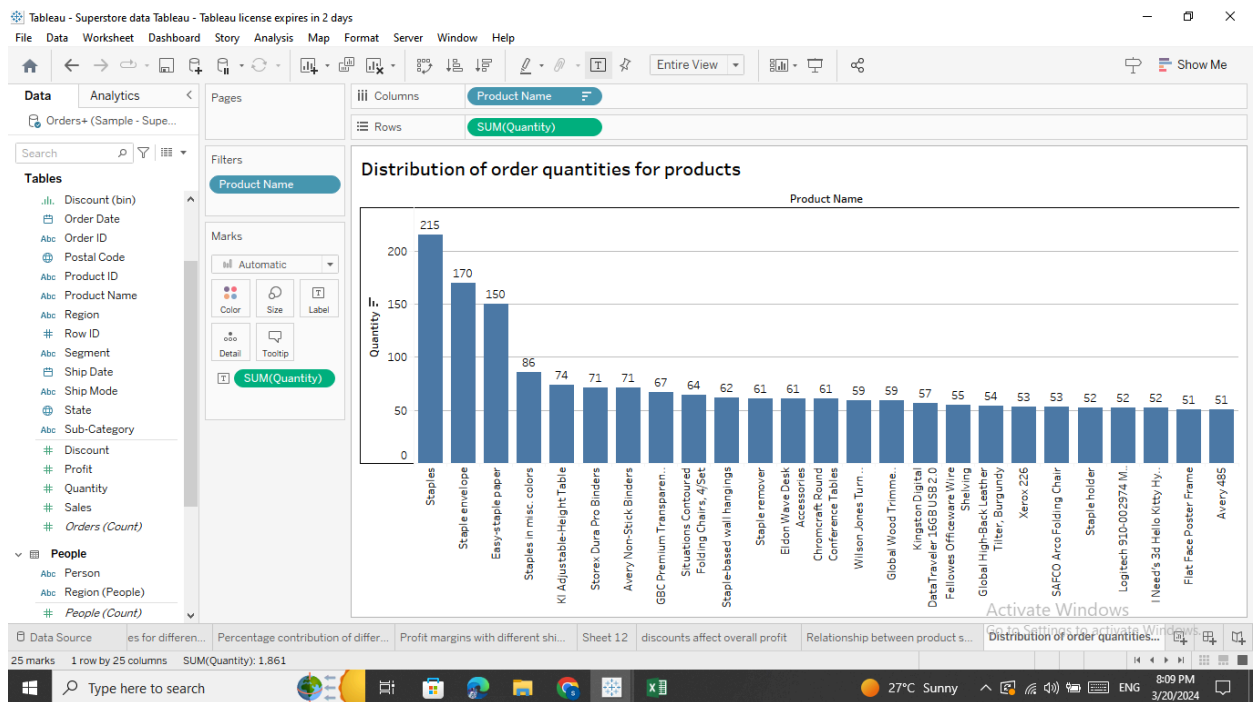 Tableau - Superstore data Tableau - Tableau license expires in 2 days
File Data Worksheet Dashboard Story Analysis Map Format Server Window Help
Entire View
Show Me
Data Analytics
Orders+ (Sample - Supe...
Search
Tables
Discount (bin)
Order Date
Abc Order ID
Postal Code
Abc Product ID
Abc Product Name
Abc Region
# Row ID
Abc Segment
Ship Date
Abc Ship Mode
State
Abc Sub-Category
# Discount
# Profit
# Quantity
# Sales
# Orders (Count)
People
Abc Person
Abc Region (People)
# People (Count)
Pages
Filters
Product Name
Marks
Automatic
Color Size Label
Detail Tooltip
SUM(Quantity)
Columns Product Name
Rows SUM(Quantity)
Distribution of order quantities for products
Product Name
Quantity
200
150
100
50
0
215 170 150 86 74 71 71 67 64 62 61 61 61 59 59 57 55 54 53 53 52 52 52 51 51
Staples
Staple envelope
Easy-staple paper
Staples in misc. colors
KI Adjustable-Height Table
Storex Dura Pro Binders
Avery Non-Stick Binders
GBC Premium Transparen..
Situations Contoured
Folding Chairs, 4/Set
Staple-based wall hangings
Staple remover
Eldon Wave Desk
Accessories
Chromcraft Round
Conference Tables
Wilson Jones Turn..
Global Wood Trimme..
Kingston Digital
DataTraveler 16GB USB 2.0
Fellowes Officeware Wire
Shelving
Global High-Back Leather
Tilter, Burgundy
Xerox 226
SAFCO Arco Folding Chair
Staple holder
Logitech 910-002974 M..
I Need's 3d Hello Kitty Hy..
Flat Face Poster Frame
Avery 485
Activate Windows
Go to Settings to activate Windows.
Data Source es for differen... Percentage contribution of differ... Profit margins with different shi... Sheet 12 discounts affect overall profit Relationship between product s... Distribution of order quantities...
25 marks 1 row by 25 columns SUM(Quantity): 1,861
Type here to search
27°C Sunny
ENG
8:09 PM
3/20/2024